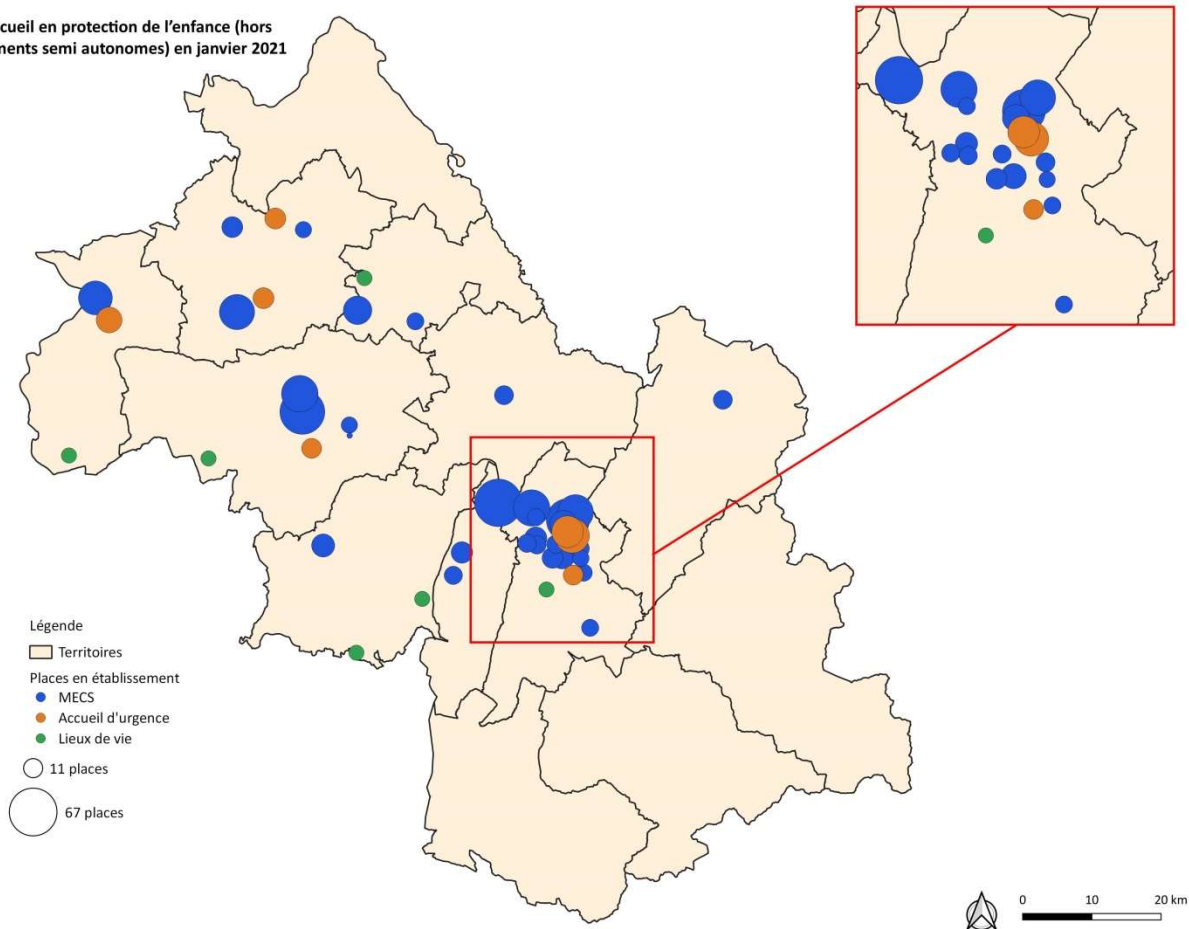 cueil en protection de l'enfance (hors
ments semi autonomes) en janvier 2021
Légende
Territoires
Places en établissement
MECS
Accueil d'urgence
Lieux de vie
11 places
67 places
0 10 20 km